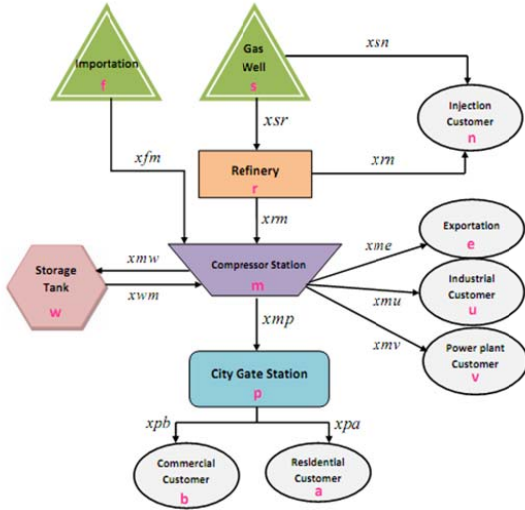 Importation
f
Gas
Well
s
xsn
Injection
Customer
n
xsr
xfm
Refinery
r
xrn
xrm
Storage
Tank
w
xmw
xwm
Compressor Station
m
xme
Exportation
e
xmu
Industrial
Customer
u
xmv
Power plant
Customer
v
xmp
City Gate Station
p
xpb
xpa
Commercial
Customer
b
Residential
Customer
a